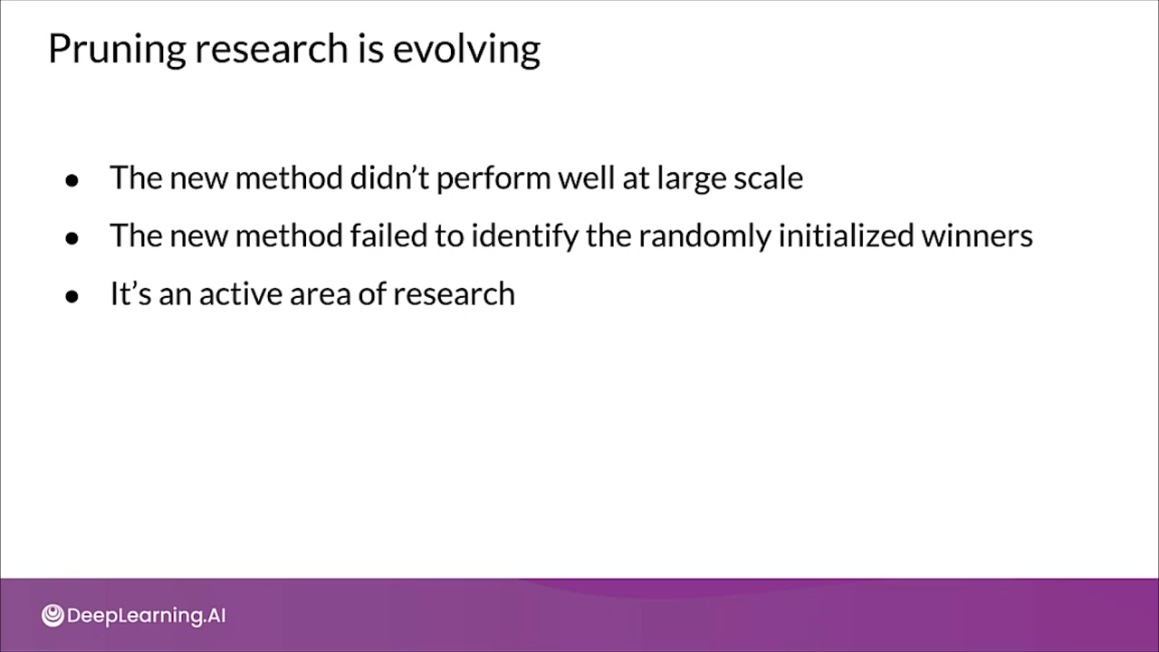 Pruning research is evolving
● The new method didn’t perform well at large scale
● The new method failed to identify the randomly initialized winners
● It’s an active area of research
DeepLearning.AI